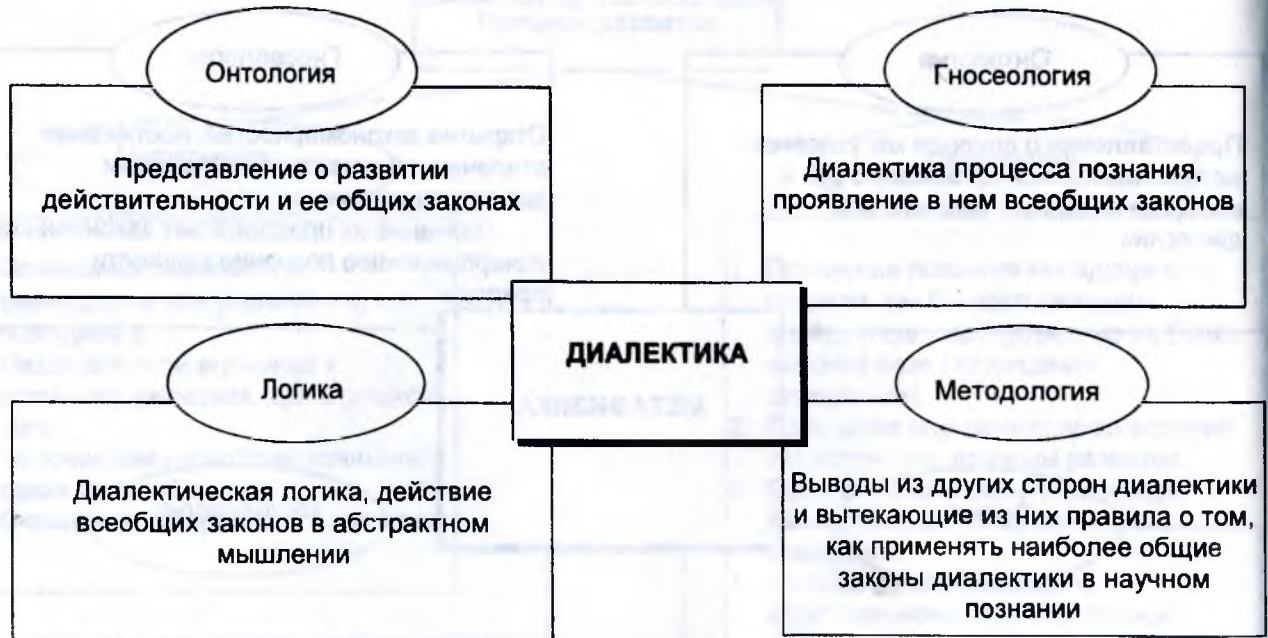 Онтология
Представление о развитии
действительности и ее общих законах
Гносеология
Диалектика процесса познания,
проявление в нем всеобщих законов
ДИАЛЕКТИКА
Логика
Диалектическая логика, действие
всеобщих законов в абстрактном
мышлении
Методология
Выводы из других сторон диалектики
и вытекающие из них правила о том,
как применять наиболее общие
законы диалектики в научном
познании